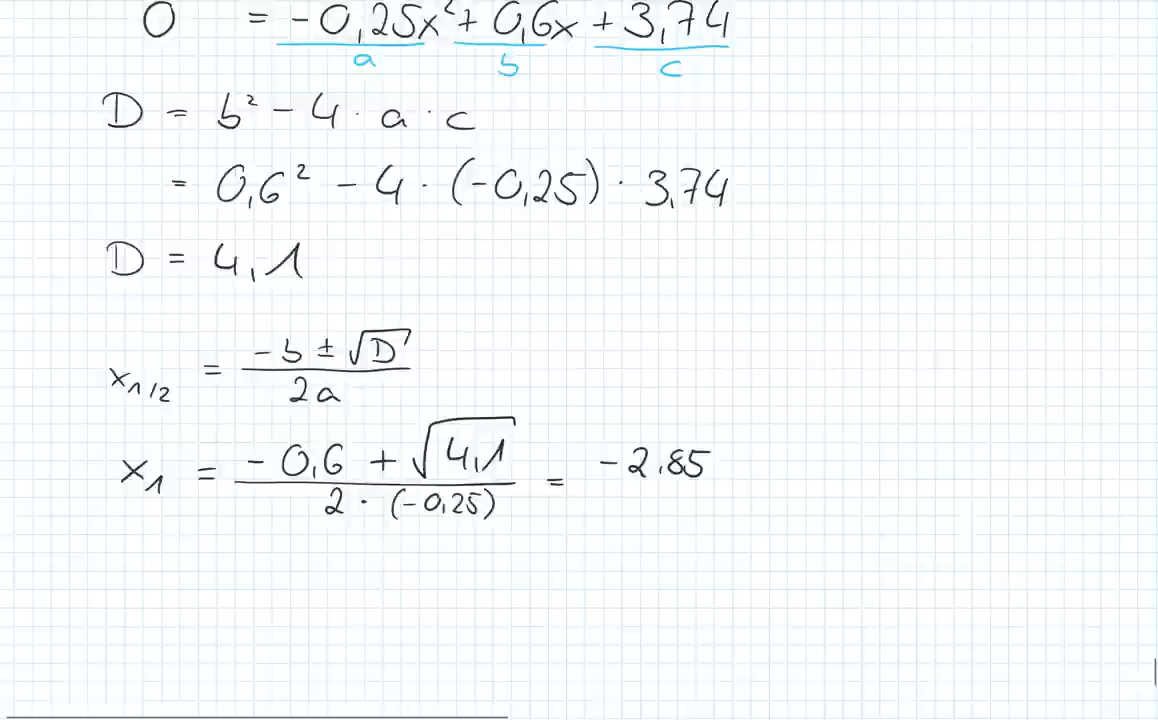 0 = -0,25x² + 0,6x + 3,74
a b c
D = b² - 4 · a · c
= 0,6² - 4 · (-0,25) · 3,74
D = 4,1
x₁/₂ = (-b ± √D) / 2a
x₁ = (-0,6 + √4,1) / 2 · (-0,25) = -2.85